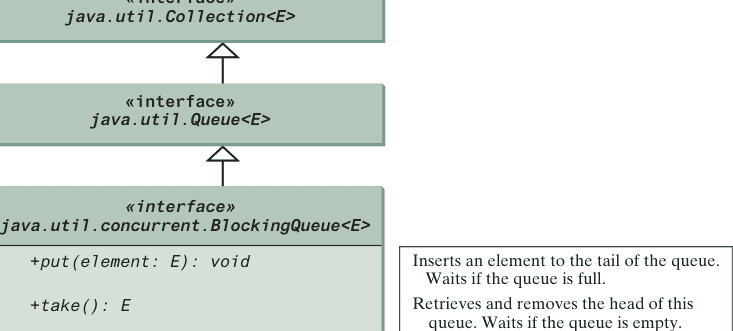 «interface»
java.util.Collection<E>
«interface»
java.util.Queue<E>
«interface»
java.util.concurrent.BlockingQueue<E>
+put(element: E): void
Inserts an element to the tail of the queue.
Waits if the queue is full.
+take(): E
Retrieves and removes the head of this
queue. Waits if the queue is empty.